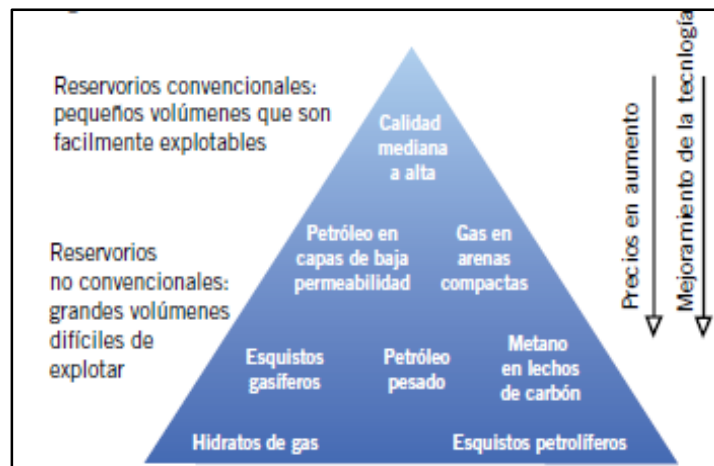 Reservorios convencionales:
pequeños volúmenes que son
facilmente explotables
Calidad
mediana
a alta
Reservorios
no convencionales:
grandes volúmenes
difíciles de
explotar
Petróleo en
capas de baja
permeabilidad
Gas en
arenas
compactas
Esquistos
gasíferos
Petróleo
pesado
Metano
en lechos
de carbón
Hidratos de gas
Esquistos petrolíferos
Precios en aumento
Mejoramiento de la tecnlogía